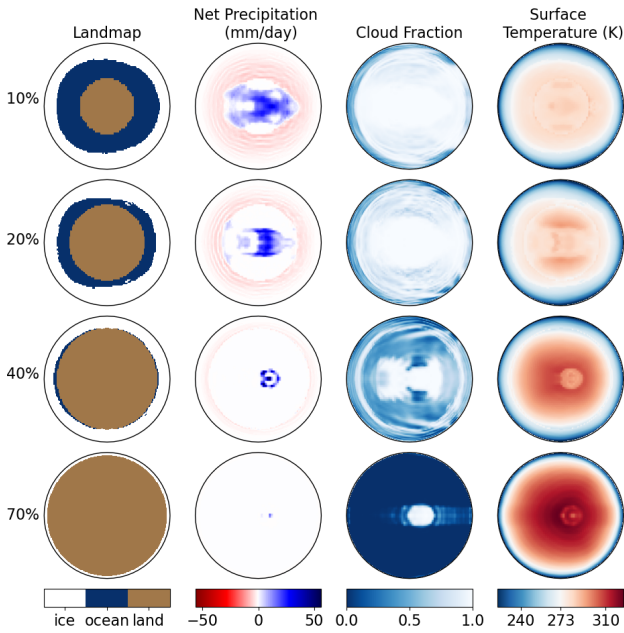 Landmap
Net Precipitation
(mm/day)
Cloud Fraction
Surface
Temperature (K)
10%
20%
40%
70%
ice ocean land
−50 0 50
0.0 0.5 1.0
240 273 310